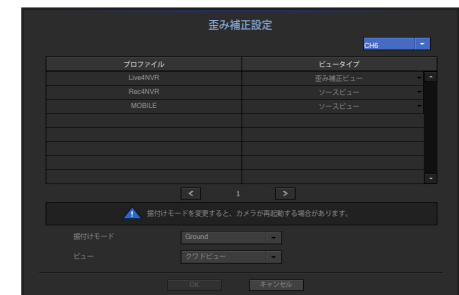 歪み補正設定
CH6
プロファイル ビュータイプ
Live4NVR 歪み補正ビュー
Rec4NVR ソースビュー
MOBILE ソースビュー
< 1 >
据付けモードを変更すると、カメラが再起動する場合があります。
据付けモード Ground
ビュー クワドビュー
OK キャンセル